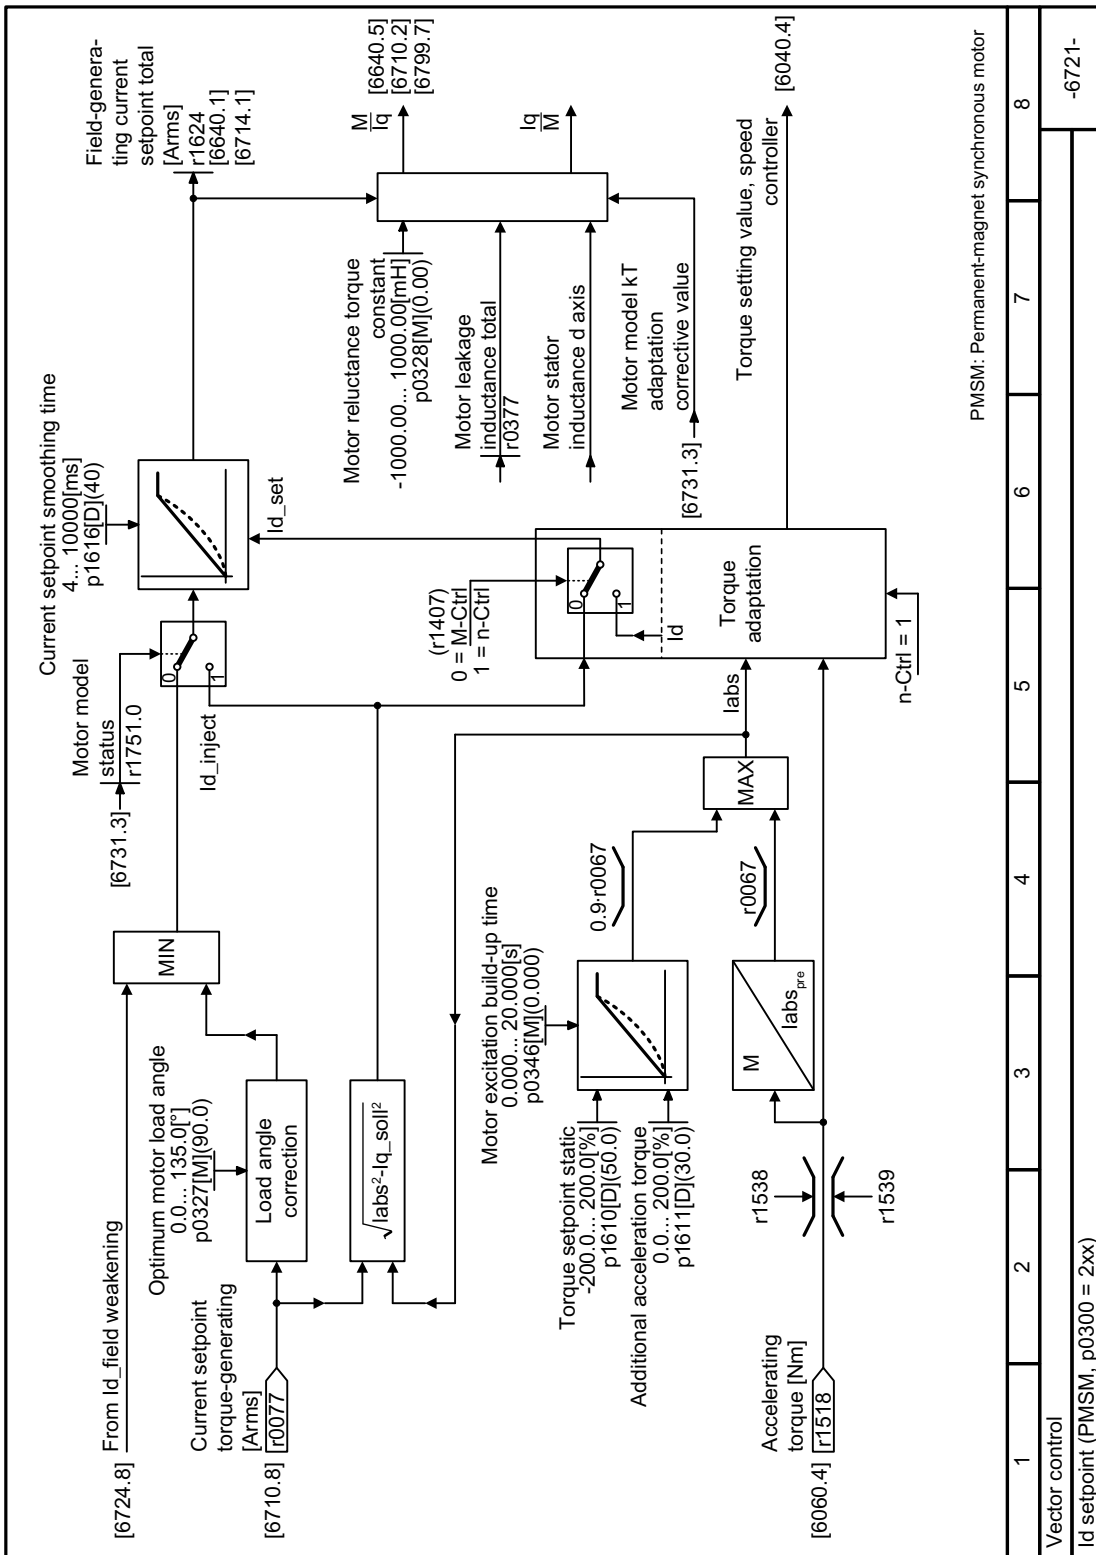 [6724.8]
From Id_field weakening
Optimum motor load angle
0.0... 135.0[°]
p0327[M](90.0)
Load angle
correction
MIN
[6710.8]
Current setpoint
torque-generating
[Arms]
r0077
√Iabs²-Iq_soll²
[6731.3]
Motor model
status
r1751.0
0
1
Id_inject
Current setpoint smoothing time
4... 10000[ms]
p1616[D](40)
Id_set
Field-genera-
ting current
setpoint total
[Arms]
r1624
[6640.1]
[6714.1]
M
Iq
[6640.5]
[6710.2]
[6799.7]
Iq
M
Motor reluctance torque
constant
-1000.00... 1000.00[mH]
p0328[M](0.00)
Motor leakage
inductance total
r0377
Motor stator
inductance d axis
Motor model kT
adaptation
corrective value
[6731.3]
(r1407)
0 = M-Ctrl
1 = n-Ctrl
0
1
Id
Torque
adaptation
Iabs
n-Ctrl = 1
Torque setting value, speed
controller
[6040.4]
Motor excitation build-up time
0.000... 20.000[s]
p0346[M](0.000)
Torque setpoint static
-200.0... 200.0[%]
p1610[D](50.0)
Additional acceleration torque
0.0... 200.0[%]
p1611[D](30.0)
0.9·r0067
MAX
r0067
M
Iabspre
r1538
r1539
[6060.4]
Accelerating
torque [Nm]
r1518
PMSM: Permanent-magnet synchronous motor
1
2
3
4
5
6
7
8
Vector control
Id setpoint (PMSM, p0300 = 2xx)
-6721-